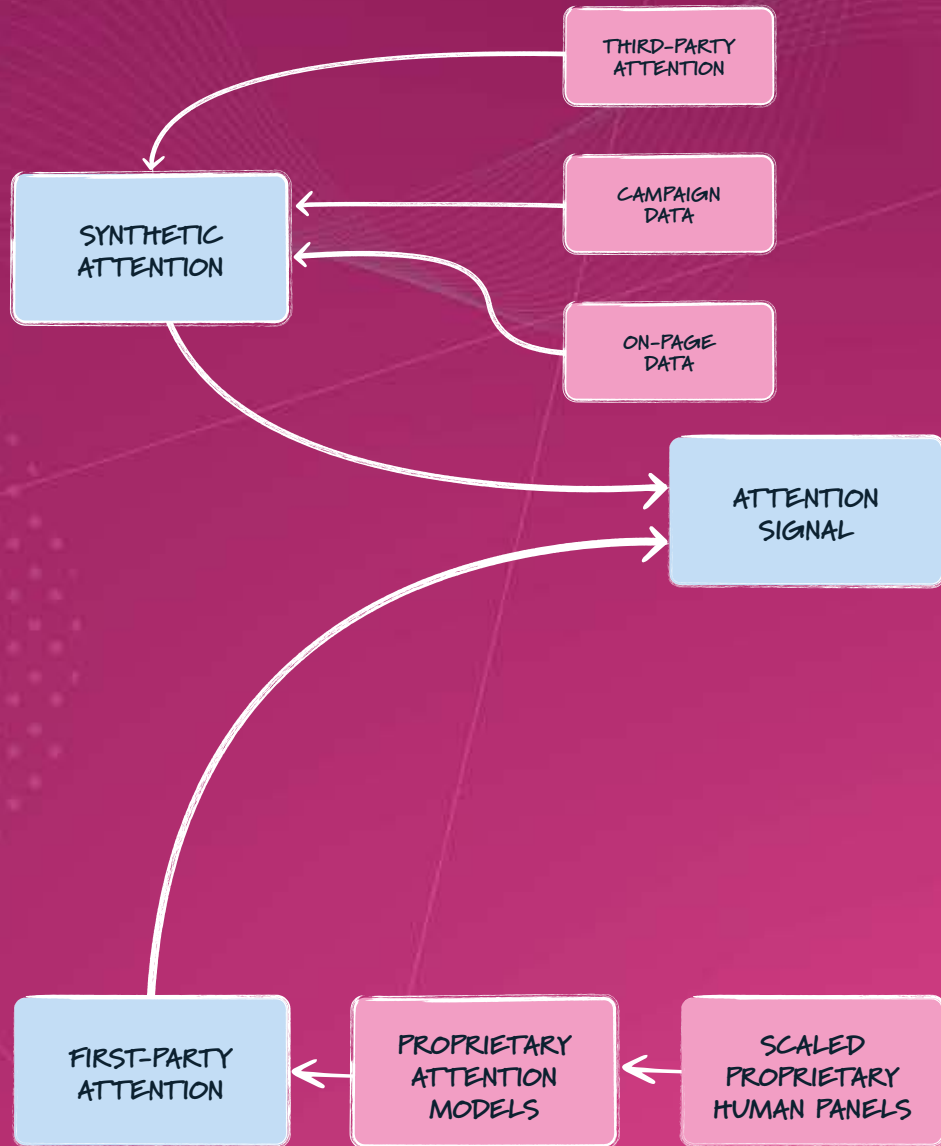 THIRD-PARTY
ATTENTION
CAMPAIGN
DATA
SYNTHETIC
ATTENTION
ON-PAGE
DATA
ATTENTION
SIGNAL
FIRST-PARTY
ATTENTION
PROPRIETARY
ATTENTION
MODELS
SCALED
PROPRIETARY
HUMAN PANELS